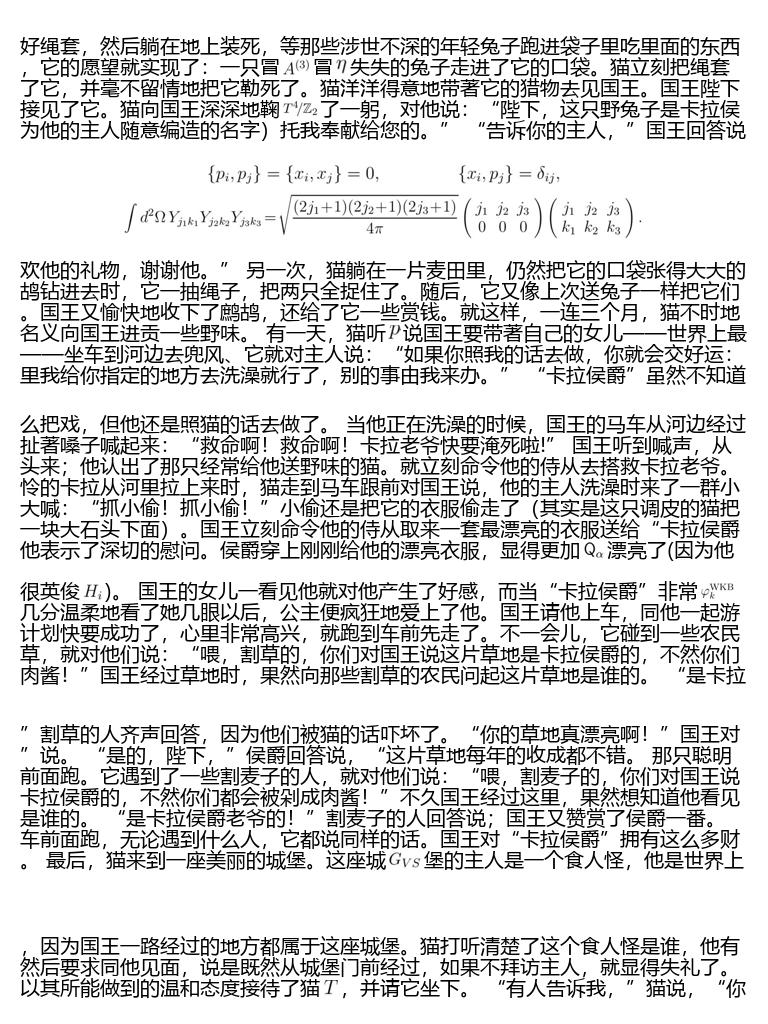 好绳套，然后躺在地上装死，等那些涉世不深的年轻兔子跑进袋子里吃里面的东西
，它的愿望就实现了：一只冒 $A^{(3)}$ 冒 $\eta$ 失失的兔子走进了它的口袋。猫立刻把绳套
了它，并毫不留情地把它勒死了。猫洋洋得意地带著它的猎物去见国王。国王陛下
接见了它。猫向国王深深地鞠 $T^4/\mathbb{Z}_2$ 了一躬，对他说：“陛下，这只野兔子是卡拉侯
为他的主人随意编造的名字）托我奉献给您的。” “告诉你的主人，”国王回答说
$\{p_i, p_j\} = \{x_i, x_j\} = 0, \qquad \{x_i, p_j\} = \delta_{ij},$
$\int d^2\Omega\, Y_{j_1k_1} Y_{j_2k_2} Y_{j_3k_3} = \sqrt{\frac{(2j_1+1)(2j_2+1)(2j_3+1)}{4\pi}} \begin{pmatrix} j_1 & j_2 & j_3 \\ 0 & 0 & 0 \end{pmatrix} \begin{pmatrix} j_1 & j_2 & j_3 \\ k_1 & k_2 & k_3 \end{pmatrix}.$
欢他的礼物，谢谢他。” 另一次，猫躺在一片麦田里，仍然把它的口袋张得大大的
鸪钻进去时，它一抽绳子，把两只全捉住了。随后，它又像上次送兔子一样把它们
。国王又愉快地收下了鹧鸪，还给了它一些赏钱。就这样，一连三个月，猫不时地
名义向国王进贡一些野味。 有一天，猫听 $p$ 说国王要带著自己的女儿——世界上最
——坐车到河边去兜风、它就对主人说：“如果你照我的话去做，你就会交好运：
里我给你指定的地方去洗澡就行了，别的事由我来办。” “卡拉侯爵”虽然不知道
么把戏，但他还是照猫的话去做了。 当他正在洗澡的时候，国王的马车从河边经过
扯著嗓子喊起来：“救命啊！救命啊！卡拉老爷快要淹死啦!” 国王听到喊声，从
头来；他认出了那只经常给他送野味的猫。就立刻命令他的侍从去搭救卡拉老爷。
怜的卡拉从河里拉上来时，猫走到马车跟前对国王说，他的主人洗澡时来了一群小
大喊：“抓小偷！抓小偷！”小偷还是把它的衣服偷走了（其实是这只调皮的猫把
一块大石头下面）。国王立刻命令他的侍从取来一套最漂亮的衣服送给“卡拉侯爵
他表示了深切的慰问。侯爵穿上刚刚给他的漂亮衣服，显得更加 $Q_\alpha$ 漂亮了(因为他
很英俊 $H_i$)。 国王的女儿一看见他就对他产生了好感，而当“卡拉侯爵”非常 $\varphi_k^{\mathrm{WKB}}$
几分温柔地看了她几眼以后，公主便疯狂地爱上了他。国王请他上车，同他一起游
计划快要成功了，心里非常高兴，就跑到车前先走了。不一会儿，它碰到一些农民
草，就对他们说：“喂，割草的，你们对国王说这片草地是卡拉侯爵的，不然你们
肉酱！”国王经过草地时，果然向那些割草的农民问起这片草地是谁的。 “是卡拉
”割草的人齐声回答，因为他们被猫的话吓坏了。“你的草地真漂亮啊！”国王对
”说。 “是的，陛下，”侯爵回答说，“这片草地每年的收成都不错。 那只聪明
前面跑。它遇到了一些割麦子的人，就对他们说：“喂，割麦子的，你们对国王说
卡拉侯爵的，不然你们都会被剁成肉酱！”不久国王经过这里，果然想知道他看见
是谁的。 “是卡拉侯爵老爷的！”割麦子的人回答说；国王又赞赏了侯爵一番。
车前面跑，无论遇到什么人，它都说同样的话。国王对“卡拉侯爵”拥有这么多财
。 最后，猫来到一座美丽的城堡。这座城 $G_{VS}$ 堡的主人是一个食人怪，他是世界上
，因为国王一路经过的地方都属于这座城堡。猫打听清楚了这个食人怪是谁，他有
然后要求同他见面，说是既然从城堡门前经过，如果不拜访主人，就显得失礼了。
以其所能做到的温和态度接待了猫 $T$，并请它坐下。 “有人告诉我，”猫说，“你